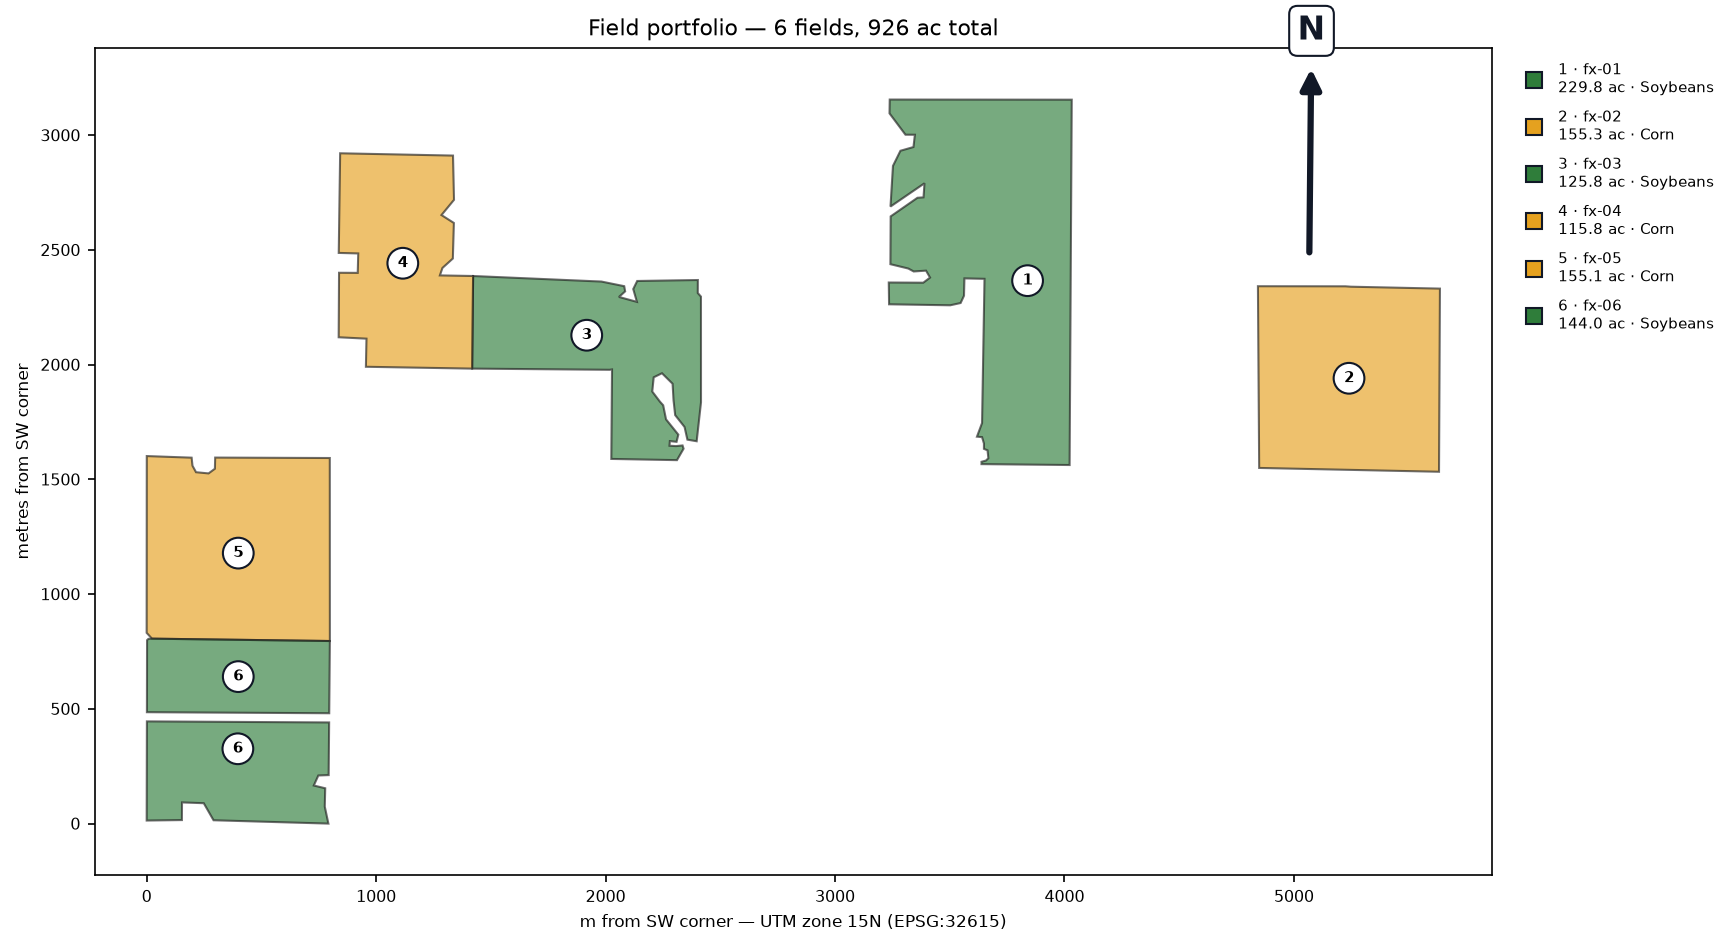 Field portfolio — 6 fields, 926 ac total
N
1 · fx-01
229.8 ac · Soybeans
2 · fx-02
155.3 ac · Corn
3 · fx-03
125.8 ac · Soybeans
4 · fx-04
115.8 ac · Corn
5 · fx-05
155.1 ac · Corn
6 · fx-06
144.0 ac · Soybeans
metres from SW corner
3000
2500
2000
1500
1000
500
0
4
1
3
2
5
6
6
0
1000
2000
3000
4000
5000
m from SW corner — UTM zone 15N (EPSG:32615)